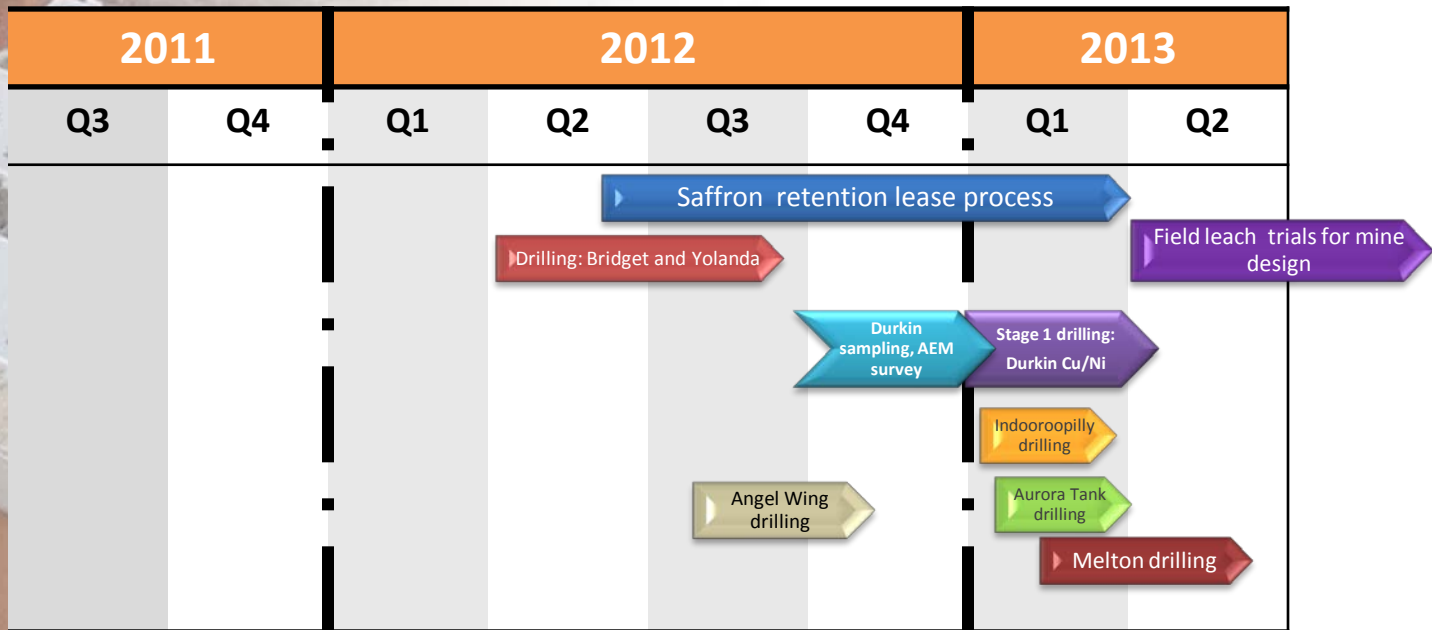 2011 2012 2013
Q3 Q4 Q1 Q2 Q3 Q4 Q1 Q2
Saffron retention lease process
Field leach trials for mine
design
Drilling: Bridget and Yolanda
Durkin
sampling, AEM
survey
Stage 1 drilling:
Durkin Cu/Ni
Indooroopilly
drilling
Angel Wing
drilling
Aurora Tank
drilling
Melton drilling